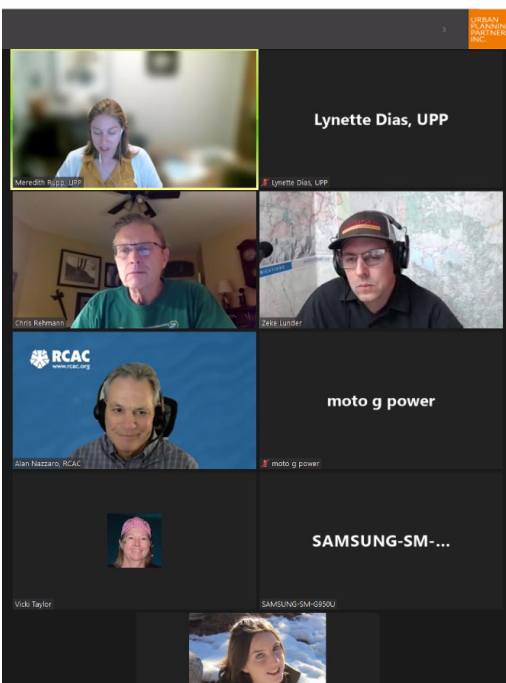 3
URBAN
PLANNING
PARTNERS
INC.
Lynette Dias, UPP
Meredith Rupp, UPP
Lynette Dias, UPP
Chris Rehmann
Zeke Lunder
RCAC
www.rcac.org
moto g power
Alan Nazzaro, RCAC
moto g power
SAMSUNG-SM-...
Vicki Taylor
SAMSUNG-SM-G950U